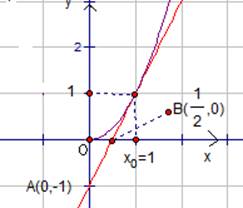 y
2
1
B(1/2,0)
O
x₀=1
x
A(0,-1)